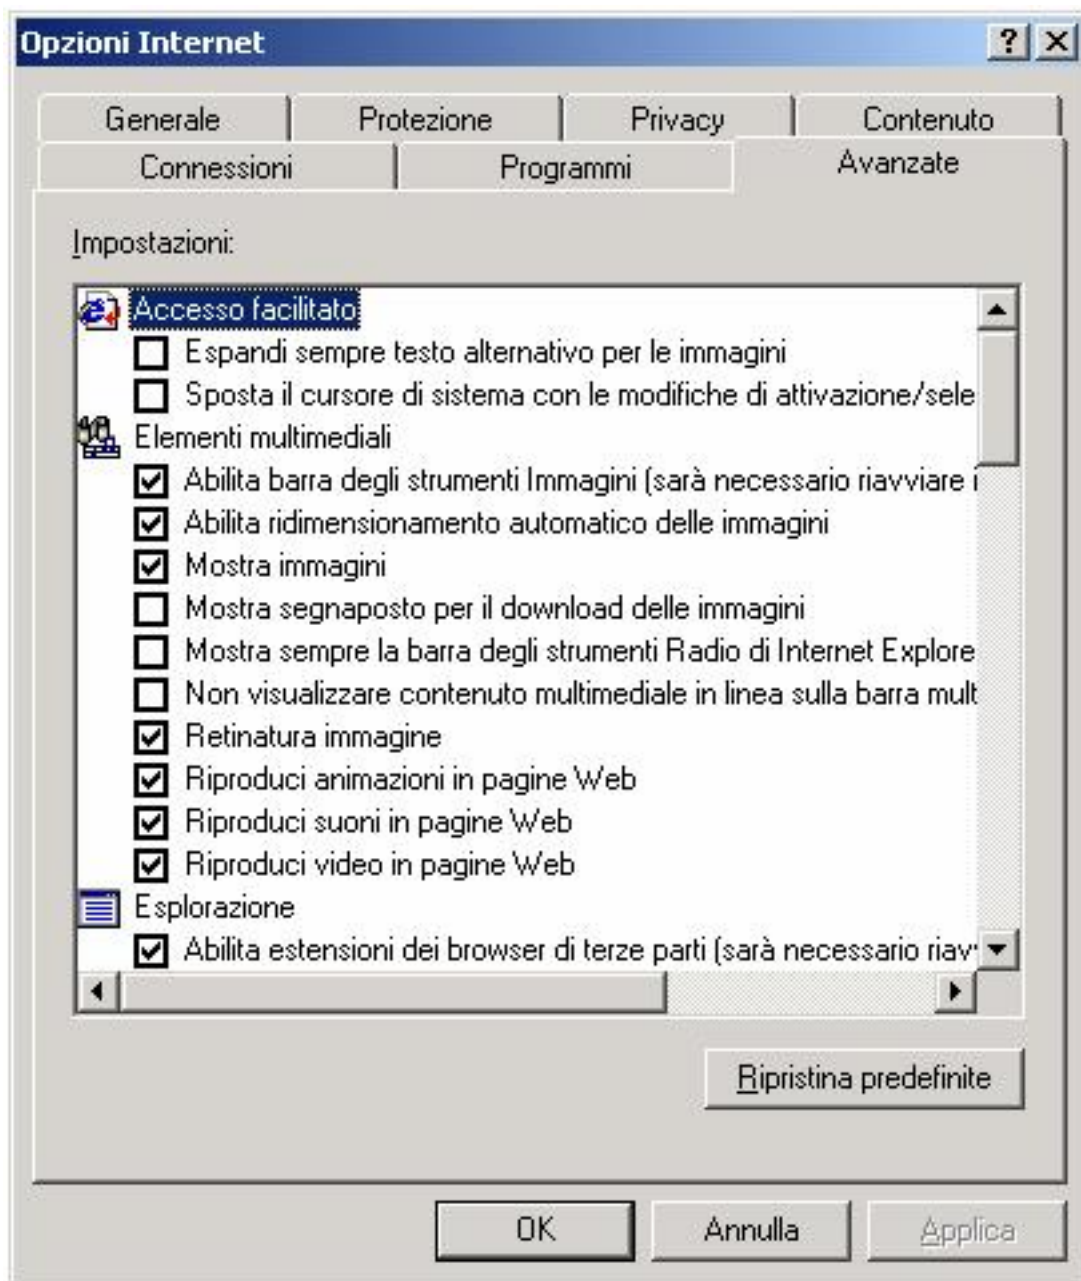 Opzioni Internet
Generale Protezione Privacy Contenuto
Connessioni Programmi Avanzate
Impostazioni:
Accesso facilitato
Espandi sempre testo alternativo per le immagini
Sposta il cursore di sistema con le modifiche di attivazione/sele
Elementi multimediali
Abilita barra degli strumenti Immagini (sarà necessario riavviare
Abilita ridimensionamento automatico delle immagini
Mostra immagini
Mostra segnaposto per il download delle immagini
Mostra sempre la barra degli strumenti Radio di Internet Explore
Non visualizzare contenuto multimediale in linea sulla barra mult
Retinatura immagine
Riproduci animazioni in pagine Web
Riproduci suoni in pagine Web
Riproduci video in pagine Web
Esplorazione
Abilita estensioni dei browser di terze parti (sarà necessario riav
Ripristina predefinite
OK Annulla Applica